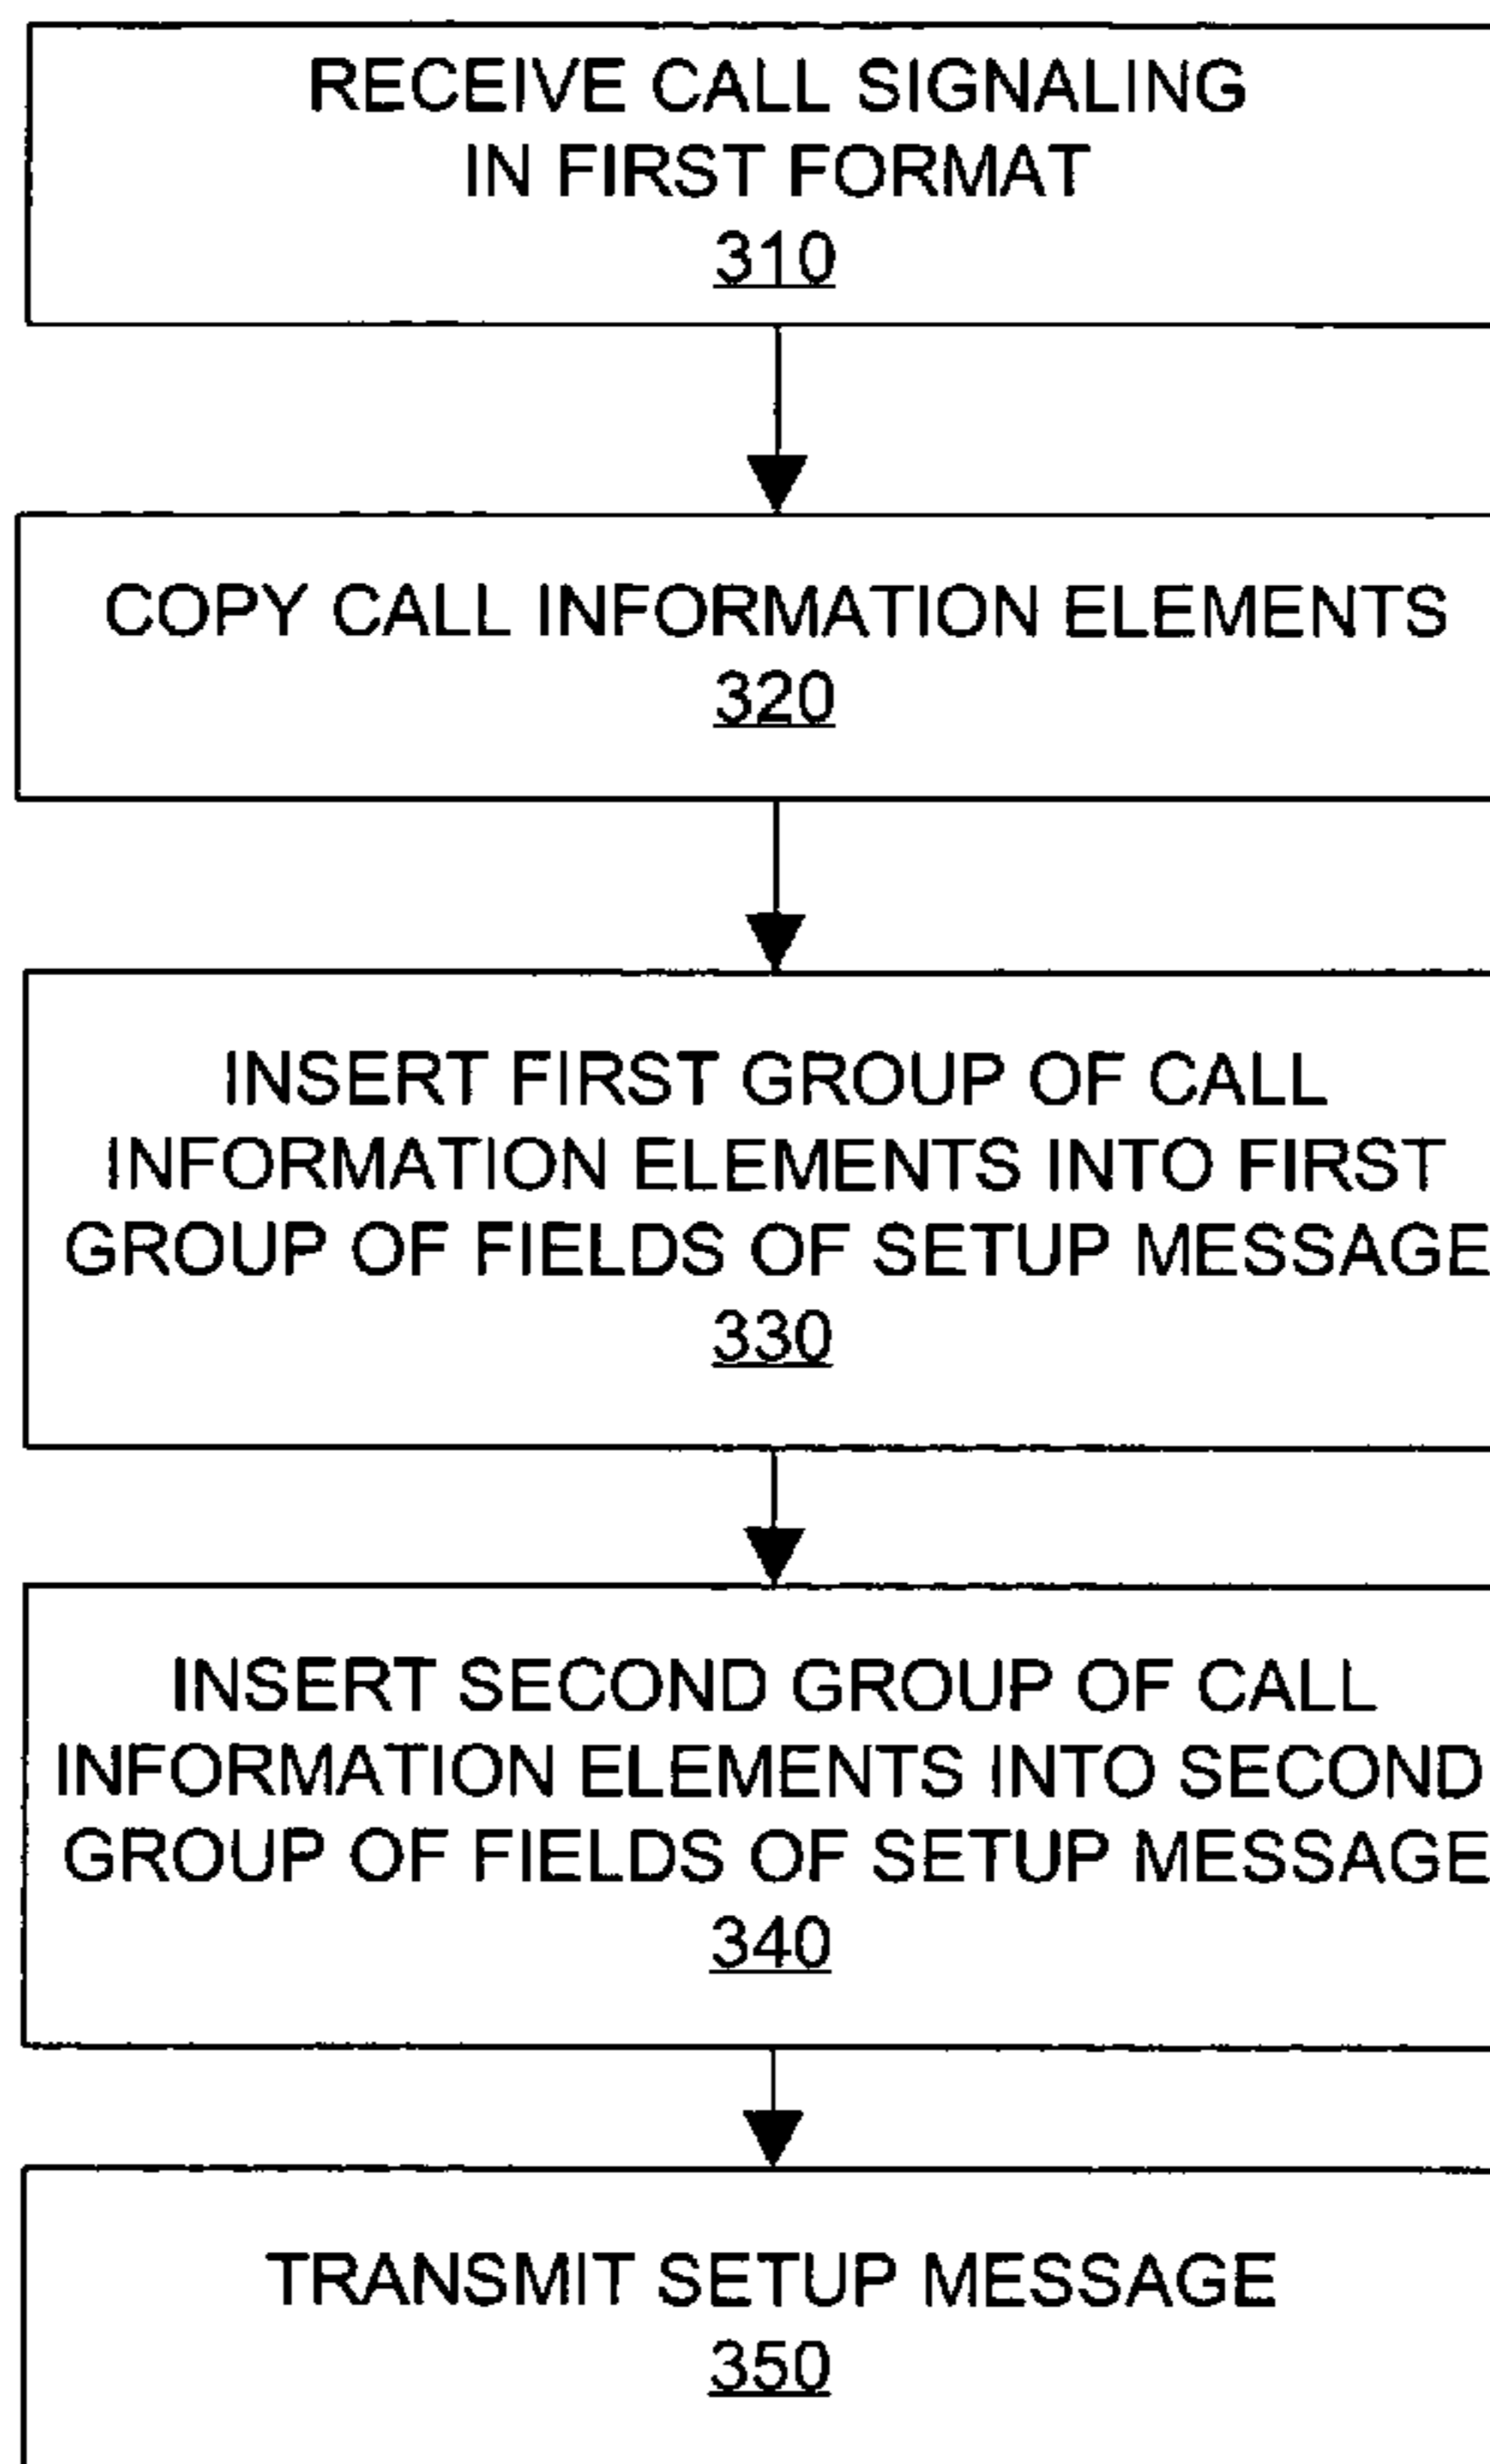 RECEIVE CALL SIGNALING
IN FIRST FORMAT
310
COPY CALL INFORMATION ELEMENTS
320
INSERT FIRST GROUP OF CALL
INFORMATION ELEMENTS INTO FIRST
GROUP OF FIELDS OF SETUP MESSAGE
330
INSERT SECOND GROUP OF CALL
INFORMATION ELEMENTS INTO SECOND
GROUP OF FIELDS OF SETUP MESSAGE
340
TRANSMIT SETUP MESSAGE
350